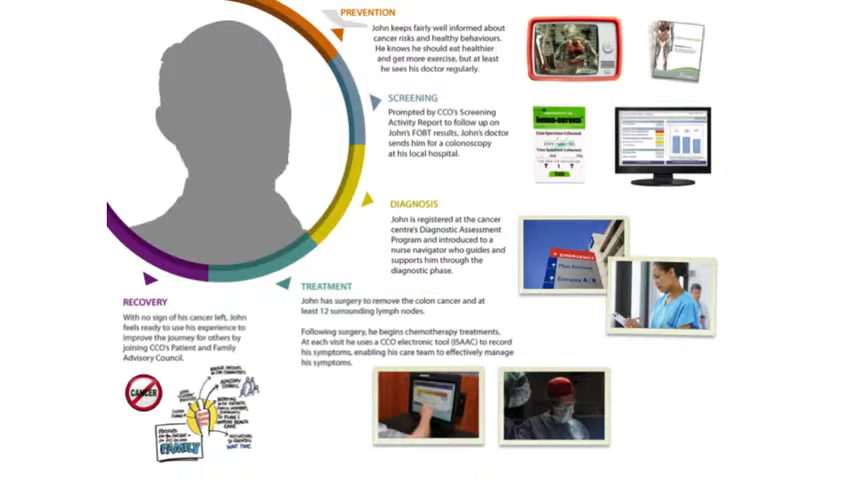 PREVENTION
John keeps fairly well informed about
cancer risks and healthy behaviours.
He knows he should eat healthier
and get more exercise, but at least
he sees his doctor regularly.
SCREENING
Prompted by CCO's Screening
Activity Report to follow up on
John's FOBT results, John's doctor
sends him for a colonoscopy
at his local hospital.
DIAGNOSIS
John is registered at the cancer
centre's Diagnostic Assessment
Program and introduced to a
nurse navigator who guides and
supports him through the
diagnostic phase.
EMERGENCY
Main Entrance
Entrances A | B
TREATMENT
John has surgery to remove the colon cancer and at
least 12 surrounding lymph nodes.
Following surgery, he begins chemotherapy treatments.
At each visit he uses a CCO electronic tool (ISAAC) to record
his symptoms, enabling his care team to effectively manage
his symptoms.
RECOVERY
With no sign of his cancer left, John
feels ready to use his experience to
improve the journey for others by
joining CCO's Patient and Family
Advisory Council.
CANCER
FAMILY